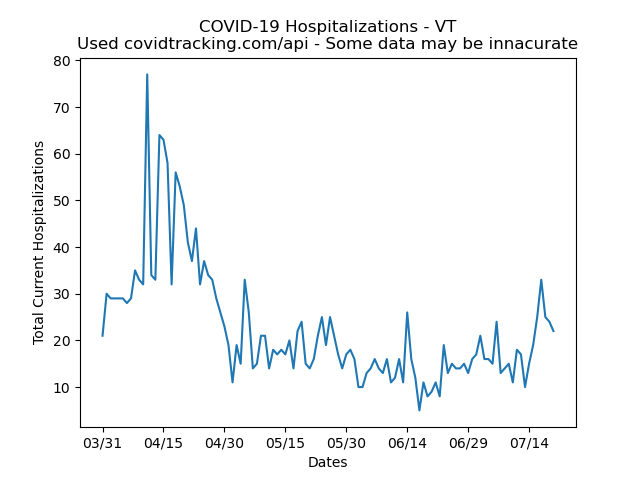 COVID-19 Hospitalizations - VT
Used covidtracking.com/api - Some data may be innacurate
80
70
60
50
40
30
20
10
Total Current Hospitalizations
03/31 04/15 04/30 05/15 05/30 06/14 06/29 07/14
Dates